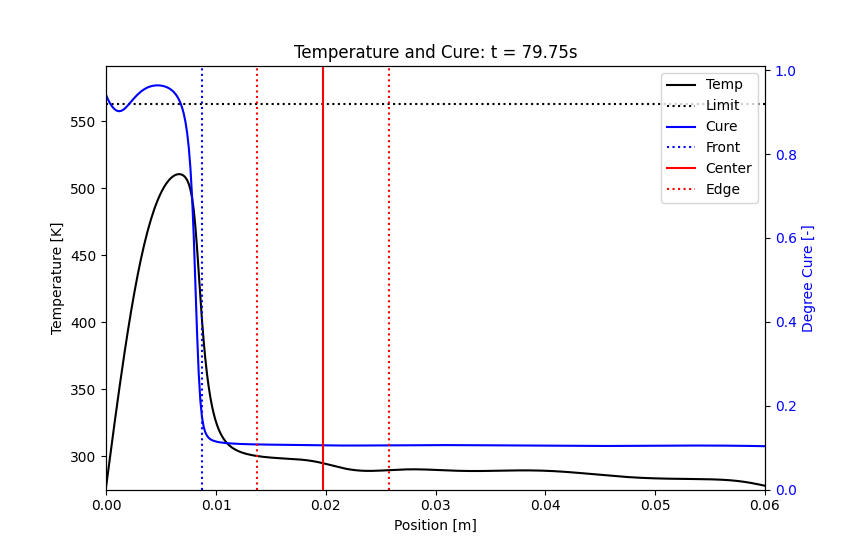 Temperature and Cure: t = 79.75s
Temperature [K]
550
500
450
400
350
300
Temp
Limit
Cure
Front
Center
Edge
1.0
0.8
0.6
0.4
0.2
0.0
Degree Cure [-]
0.00 0.01 0.02 0.03 0.04 0.05 0.06
Position [m]